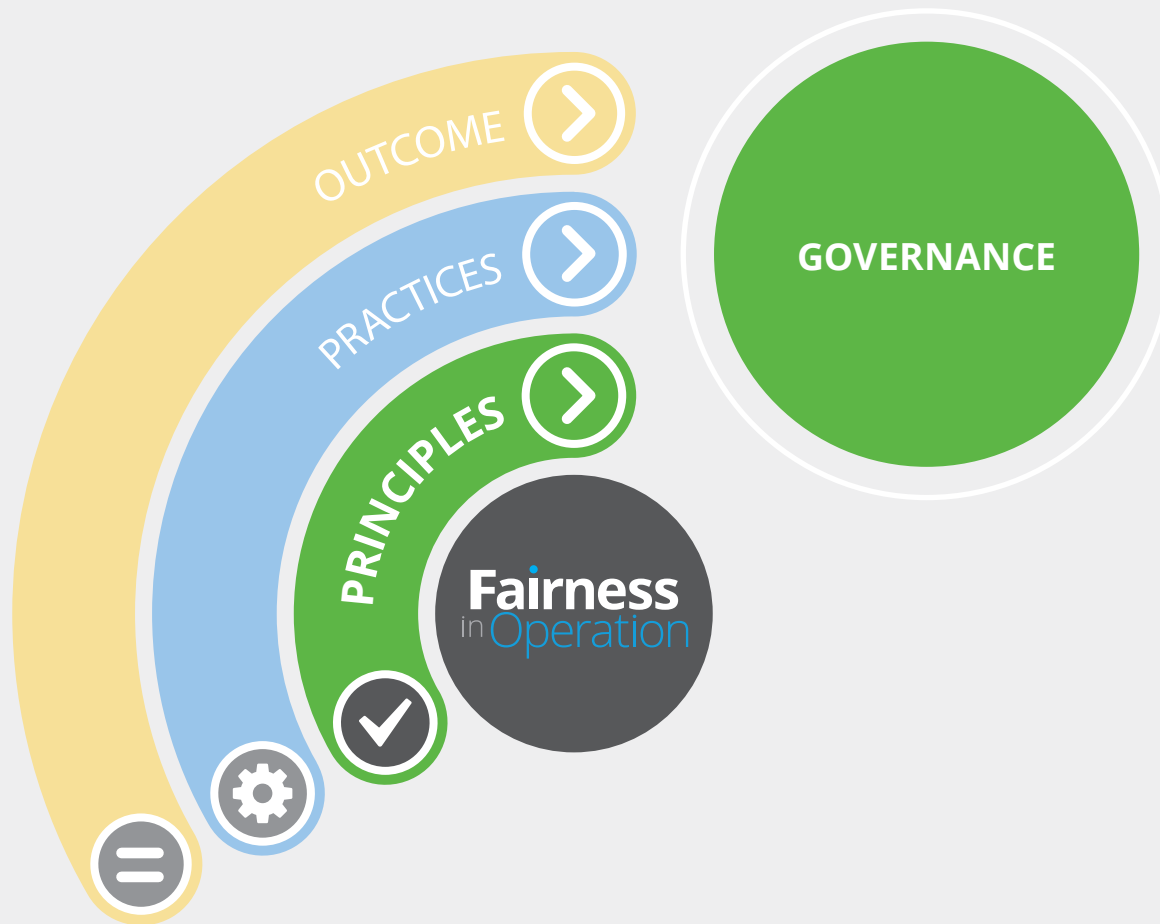 OUTCOME
PRACTICES
PRINCIPLES
GOVERNANCE
Fairness
in Operation